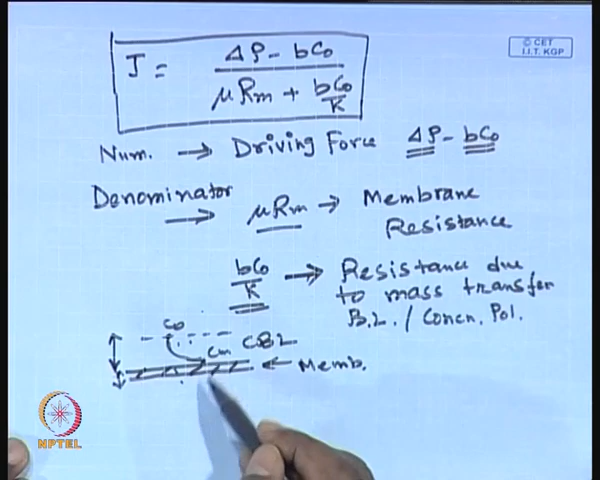 © CET
I.I.T. KGP
J = ΔP - bC₀ / μRm + bC₀/K
Num. → Driving Force ΔP - bC₀
Denominator → μRm → Membrane
Resistance
bC₀/K → Resistance due
to mass transfer
B.L. / Concn. Pol.
C₀
Cm CBL
← Memb.
NPTEL